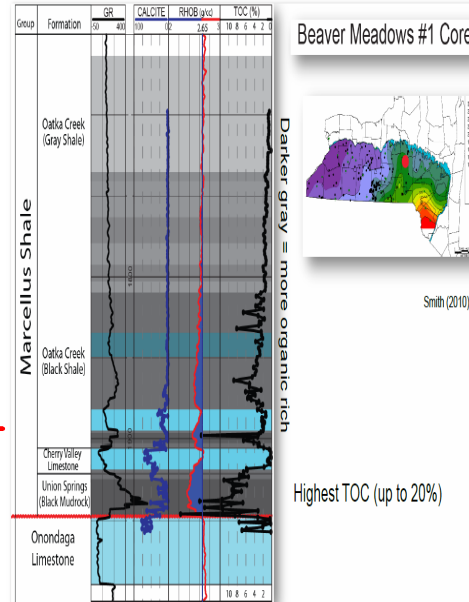 Beaver Meadows #1 Core
GR CALCITE RHOB (g/cc) TOC (%)
Group Formation 50 400 100 02 2.65 3 10 8 6 4 2 0
Oatka Creek
(Gray Shale)
Marcellus Shale
Darker gray = more organic rich
Smith (2010)
Oatka Creek
(Black Shale)
Cherry Valley
Limestone
Union Springs
(Black Mudrock)
Highest TOC (up to 20%)
Onondaga
Limestone
10 8 6 4 2